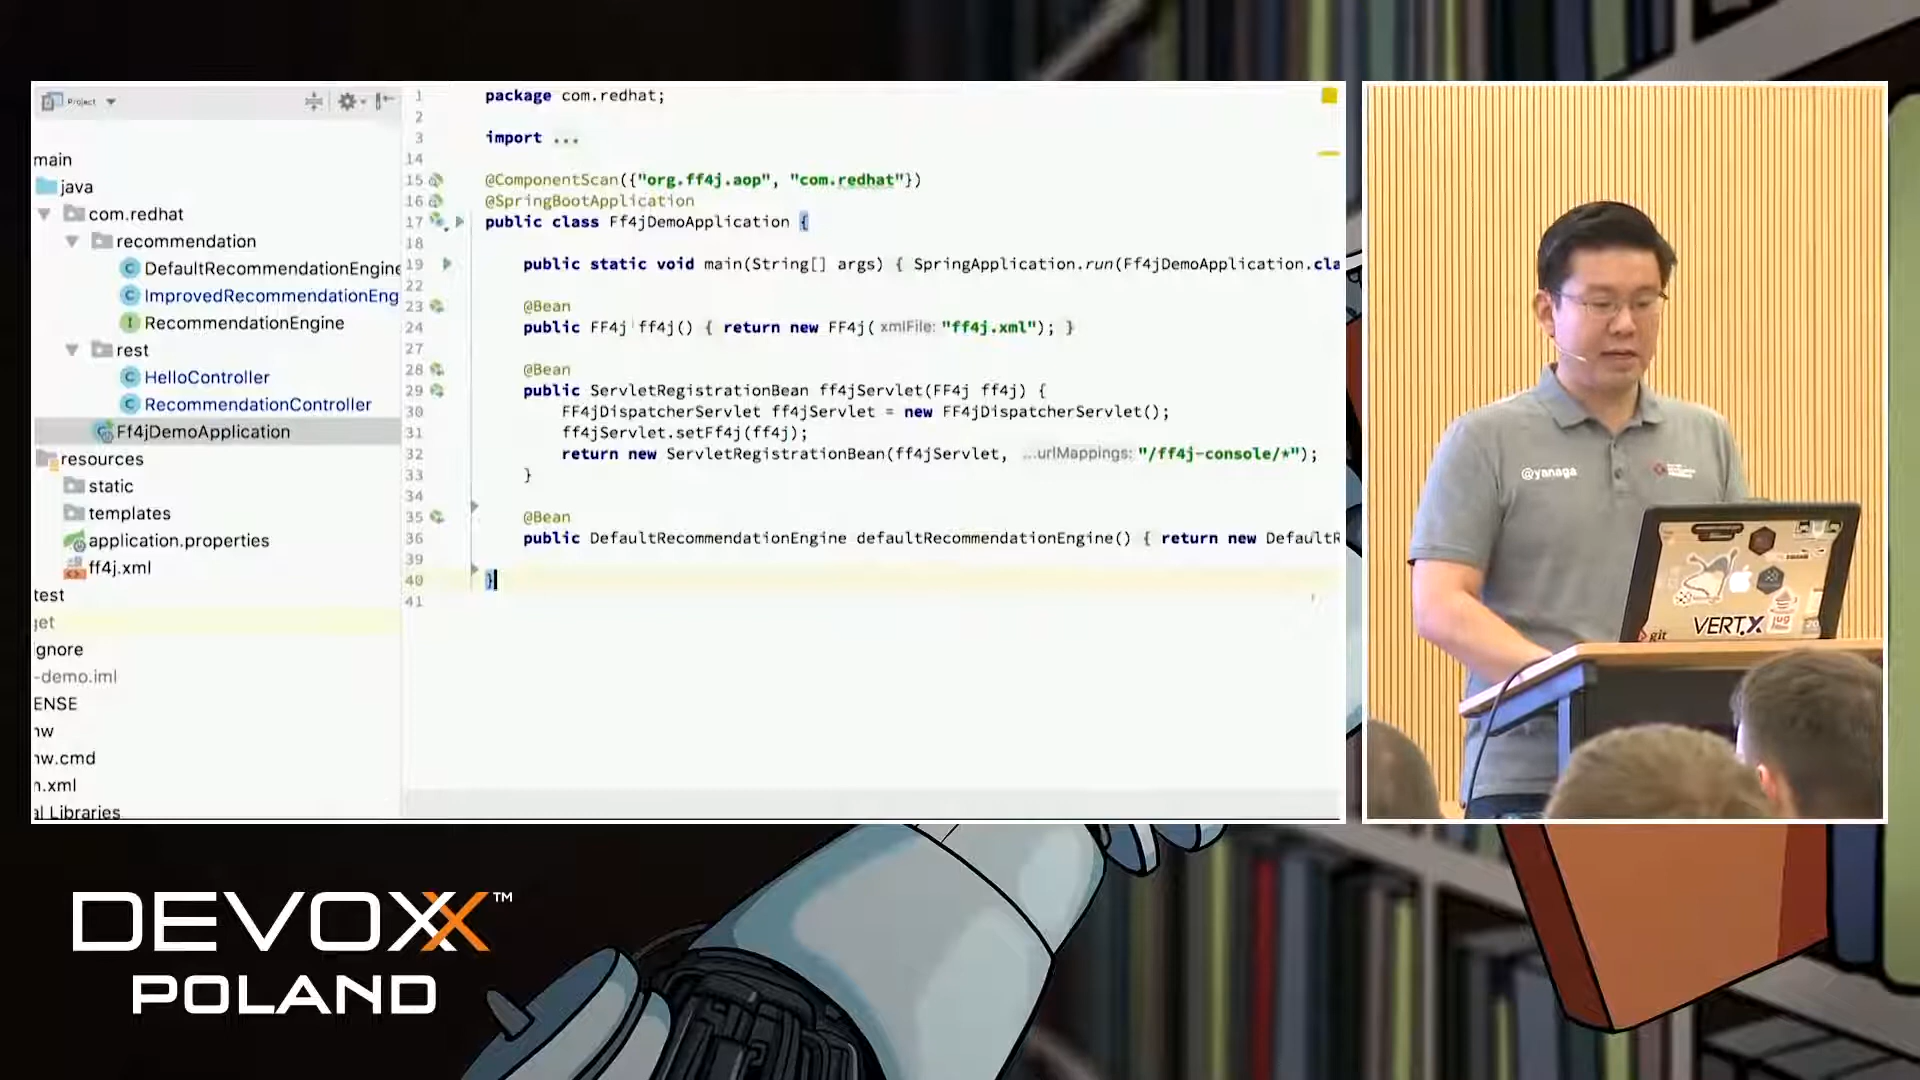 Project
main
java
com.redhat
recommendation
DefaultRecommendationEngine
ImprovedRecommendationEng
RecommendationEngine
rest
HelloController
RecommendationController
Ff4jDemoApplication
resources
static
templates
application.properties
ff4j.xml
test
get
gnore
-demo.iml
ENSE
nw
nw.cmd
n.xml
al Libraries
1 package com.redhat;
2
3 import ...
14
15 @ComponentScan({"org.ff4j.aop", "com.redhat"})
16 @SpringBootApplication
17 public class Ff4jDemoApplication {
18
19 public static void main(String[] args) { SpringApplication.run(Ff4jDemoApplication.cla
22
23 @Bean
24 public FF4j ff4j() { return new FF4j( xmlFile: "ff4j.xml"); }
27
28 @Bean
29 public ServletRegistrationBean ff4jServlet(FF4j ff4j) {
30 FF4jDispatcherServlet ff4jServlet = new FF4jDispatcherServlet();
31 ff4jServlet.setFf4j(ff4j);
32 return new ServletRegistrationBean(ff4jServlet, ...urlMappings: "/ff4j-console/*");
33 }
34
35 @Bean
36 public DefaultRecommendationEngine defaultRecommendationEngine() { return new DefaultR
39
40 }
41
@yanaga
VERT.X
git
jug
DEVOXX™
POLAND